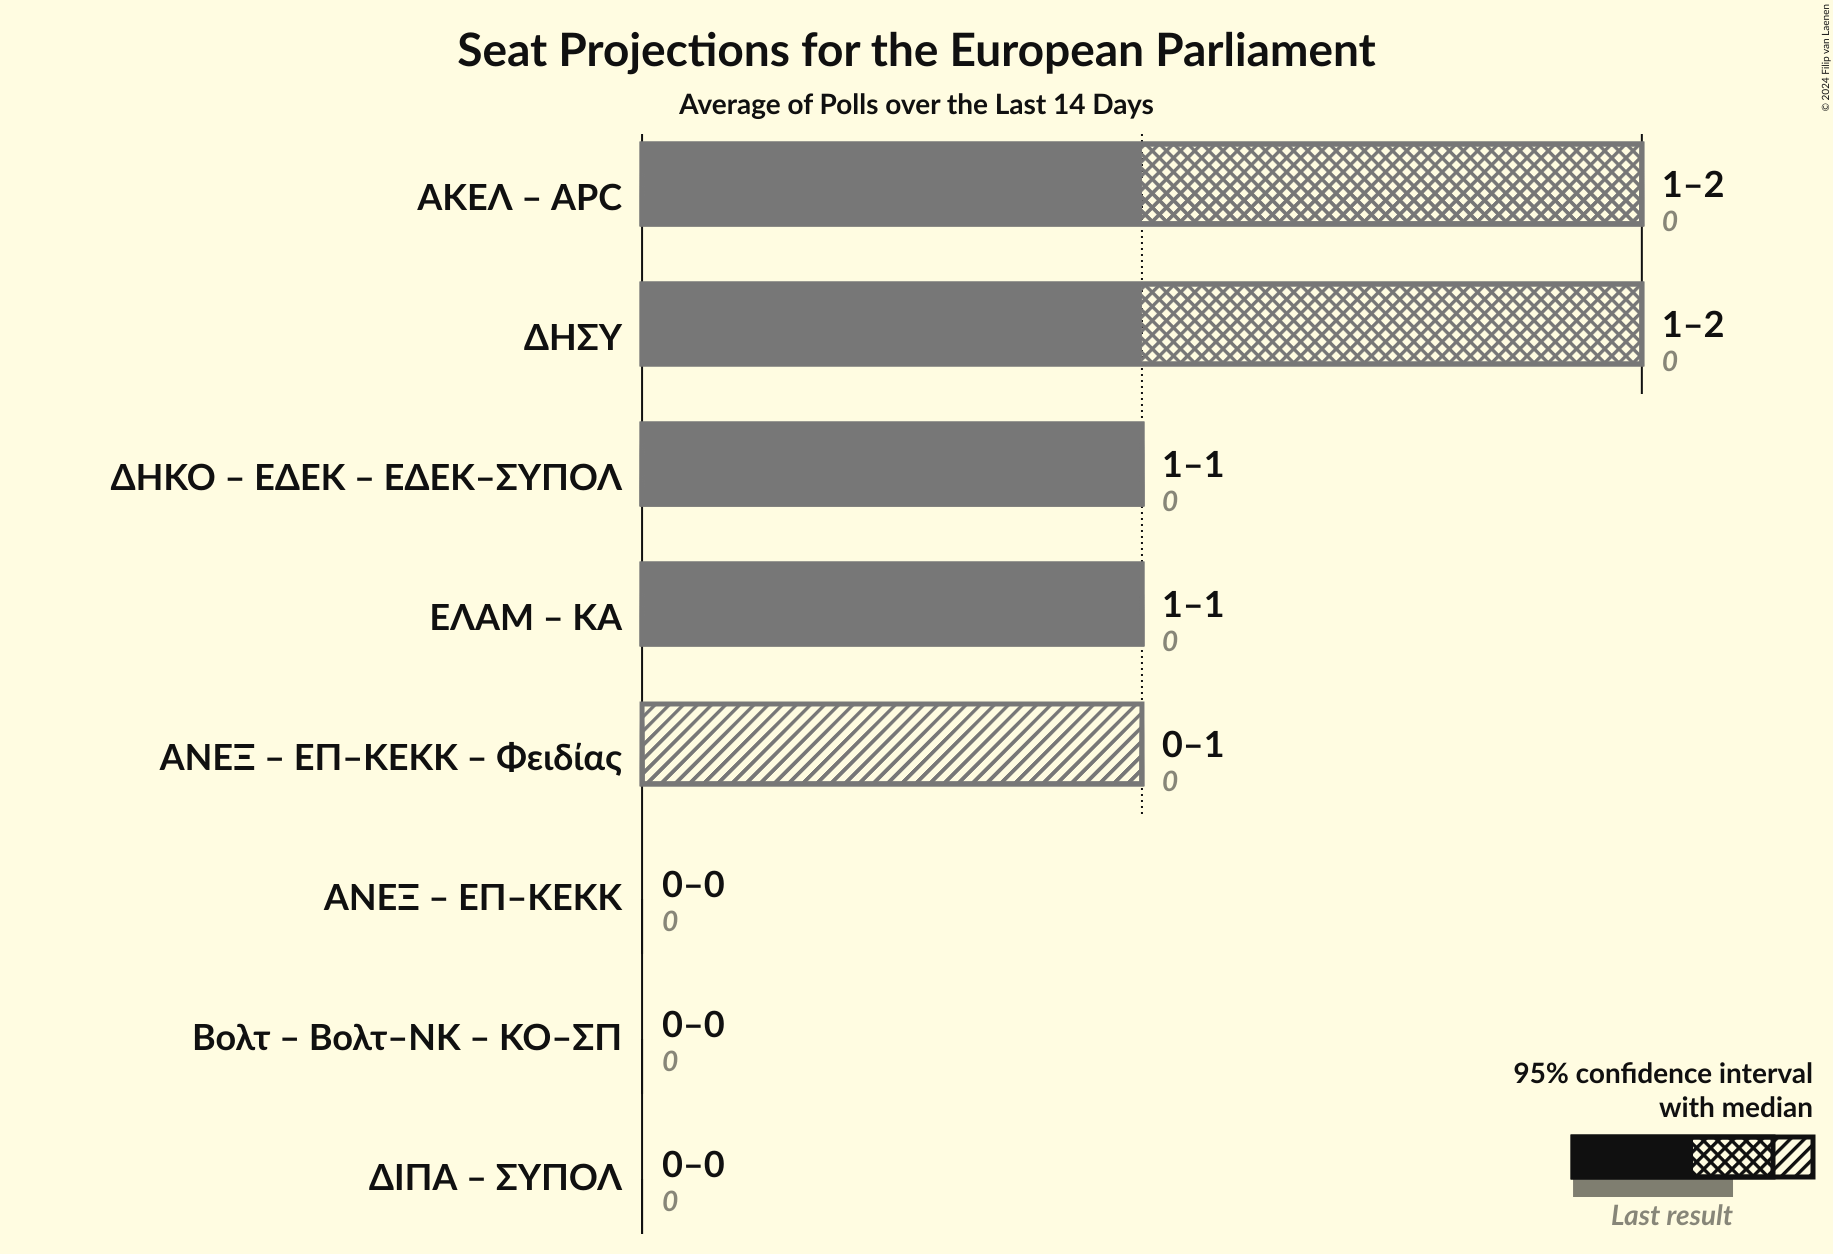 Seat Projections for the European Parliament
Average of Polls over the Last 14 Days
© 2024 Filip van Laenen
ΑΚΕΛ – APC
1–2
0
ΔΗΣΥ
1–2
0
ΔΗΚΟ – ΕΔΕΚ – ΕΔΕΚ–ΣΥΠΟΛ
1–1
0
ΕΛΑΜ – ΚΑ
1–1
0
ΑΝΕΞ – ΕΠ–ΚΕΚΚ – Φειδίας
0–1
0
ΑΝΕΞ – ΕΠ–ΚΕΚΚ
0–0
0
Βολτ – Βολτ–ΝΚ – ΚΟ–ΣΠ
0–0
0
ΔΙΠΑ – ΣΥΠΟΛ
0–0
0
95% confidence interval
with median
Last result